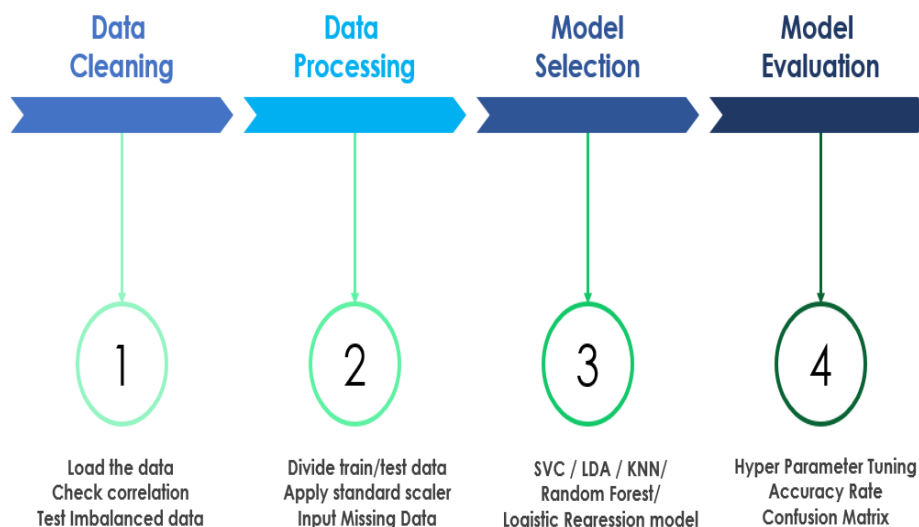 Data
Cleaning
Data
Processing
Model
Selection
Model
Evaluation
1
2
3
4
Load the data
Check correlation
Test Imbalanced data
Divide train/test data
Apply standard scaler
Input Missing Data
SVC / LDA / KNN/
Random Forest/
Logistic Regression model
Hyper Parameter Tuning
Accuracy Rate
Confusion Matrix